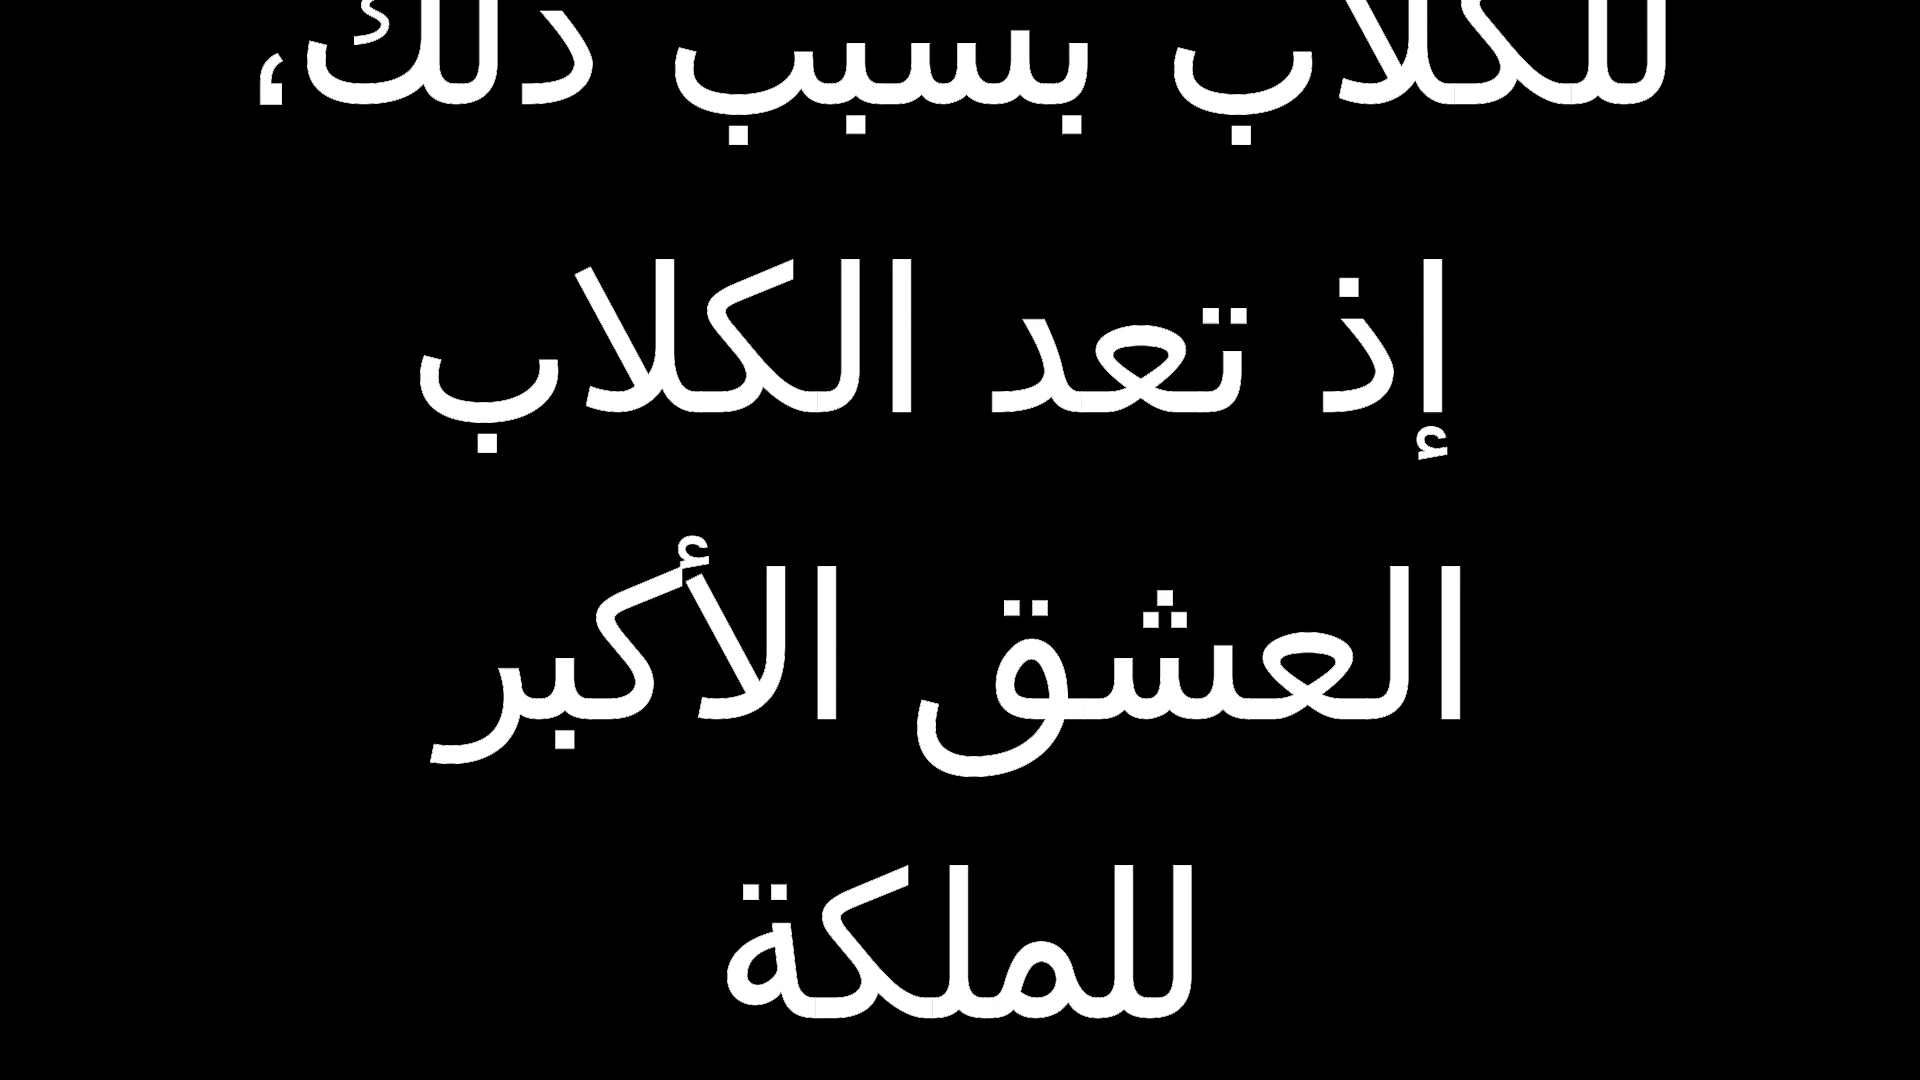 للكلاب بسبب ذلك،
إذ تعد الكلاب
العشق الأكبر
للملكة